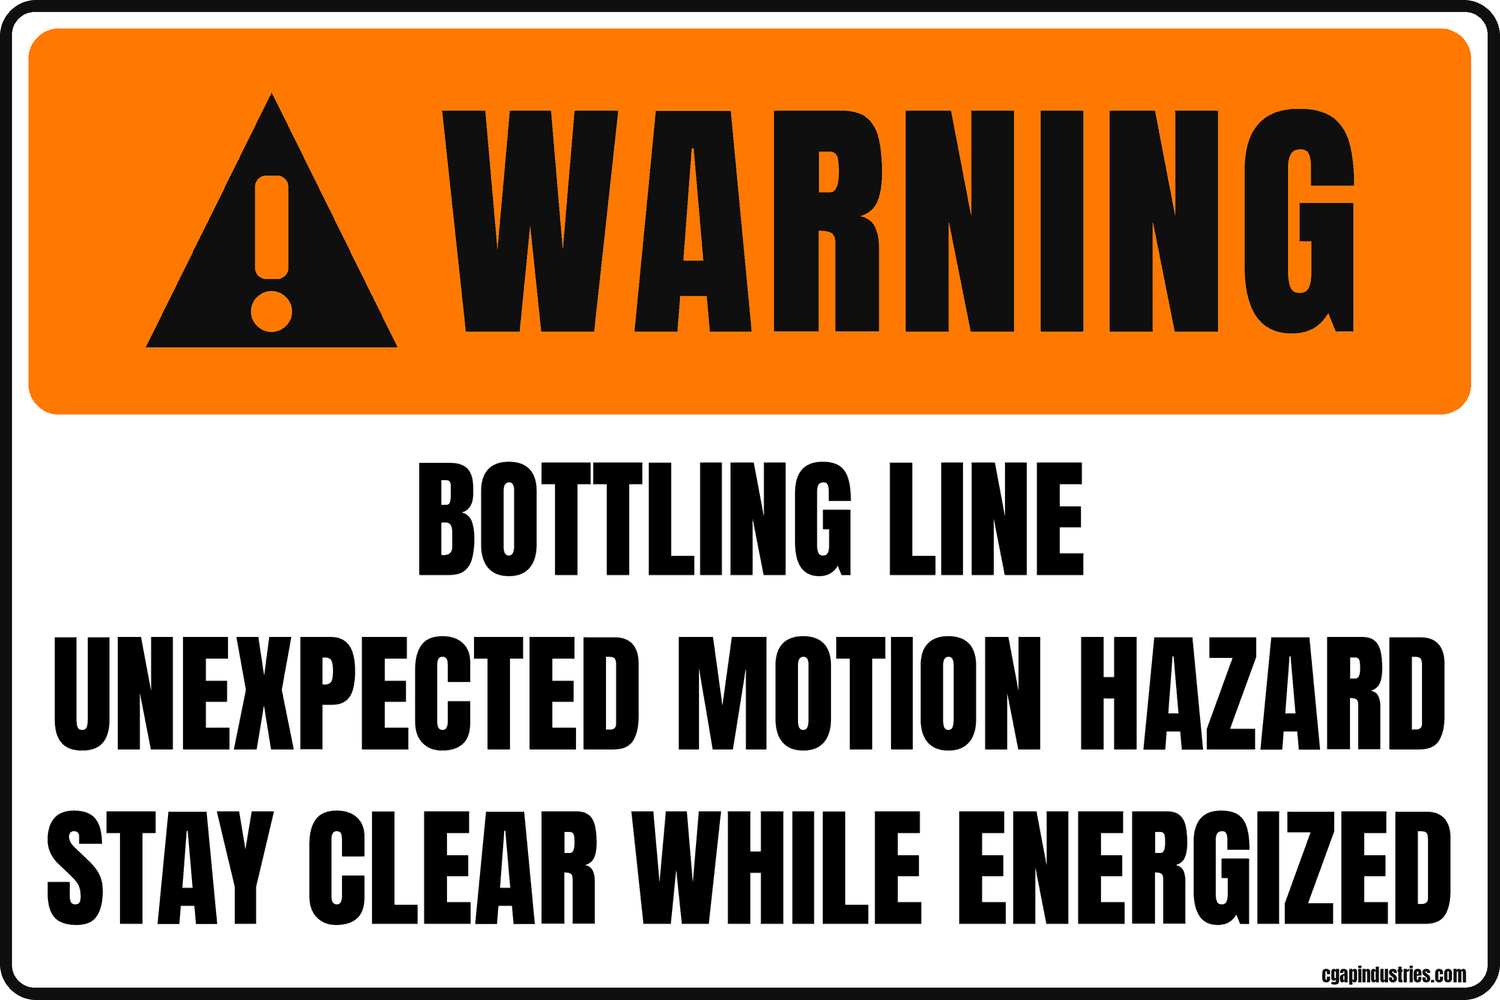 WARNING
BOTTLING LINE
UNEXPECTED MOTION HAZARD
STAY CLEAR WHILE ENERGIZED
cgapindustries.com